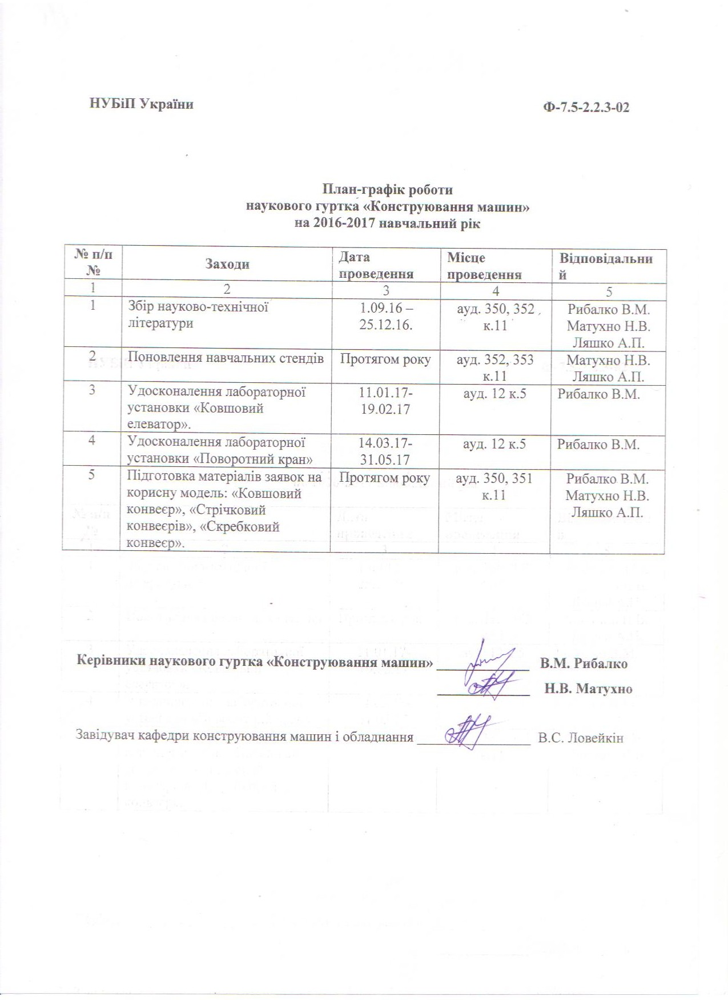 НУБіП України
Ф-7.5-2.2.3-02
План-графік роботи
наукового гуртка «Конструювання машин»
на 2016-2017 навчальний рік
№ п/п
№
Заходи
Дата
проведення
Місце
проведення
Відповідальни
й
1 2 3 4 5
1
Збір науково-технічної
літератури
1.09.16 –
25.12.16.
ауд. 350, 352
к.11
Рибалко В.М.
Матухно Н.В.
Ляшко А.П.
2
Поновлення навчальних стендів
Протягом року
ауд. 352, 353
к.11
Матухно Н.В.
Ляшко А.П.
3
Удосконалення лабораторної
установки «Ковшовий
елеватор».
11.01.17-
19.02.17
ауд. 12 к.5
Рибалко В.М.
4
Удосконалення лабораторної
установки «Поворотний кран»
14.03.17-
31.05.17
ауд. 12 к.5
Рибалко В.М.
5
Підготовка матеріалів заявок на
корисну модель: «Ковшовий
конвеєр», «Стрічковий
конвеєрів», «Скребковий
конвеєр».
Протягом року
ауд. 350, 351
к.11
Рибалко В.М.
Матухно Н.В.
Ляшко А.П.
Керівники наукового гуртка «Конструювання машин» В.М. Рибалко
Н.В. Матухно
Завідувач кафедри конструювання машин і обладнання В.С. Ловейкін